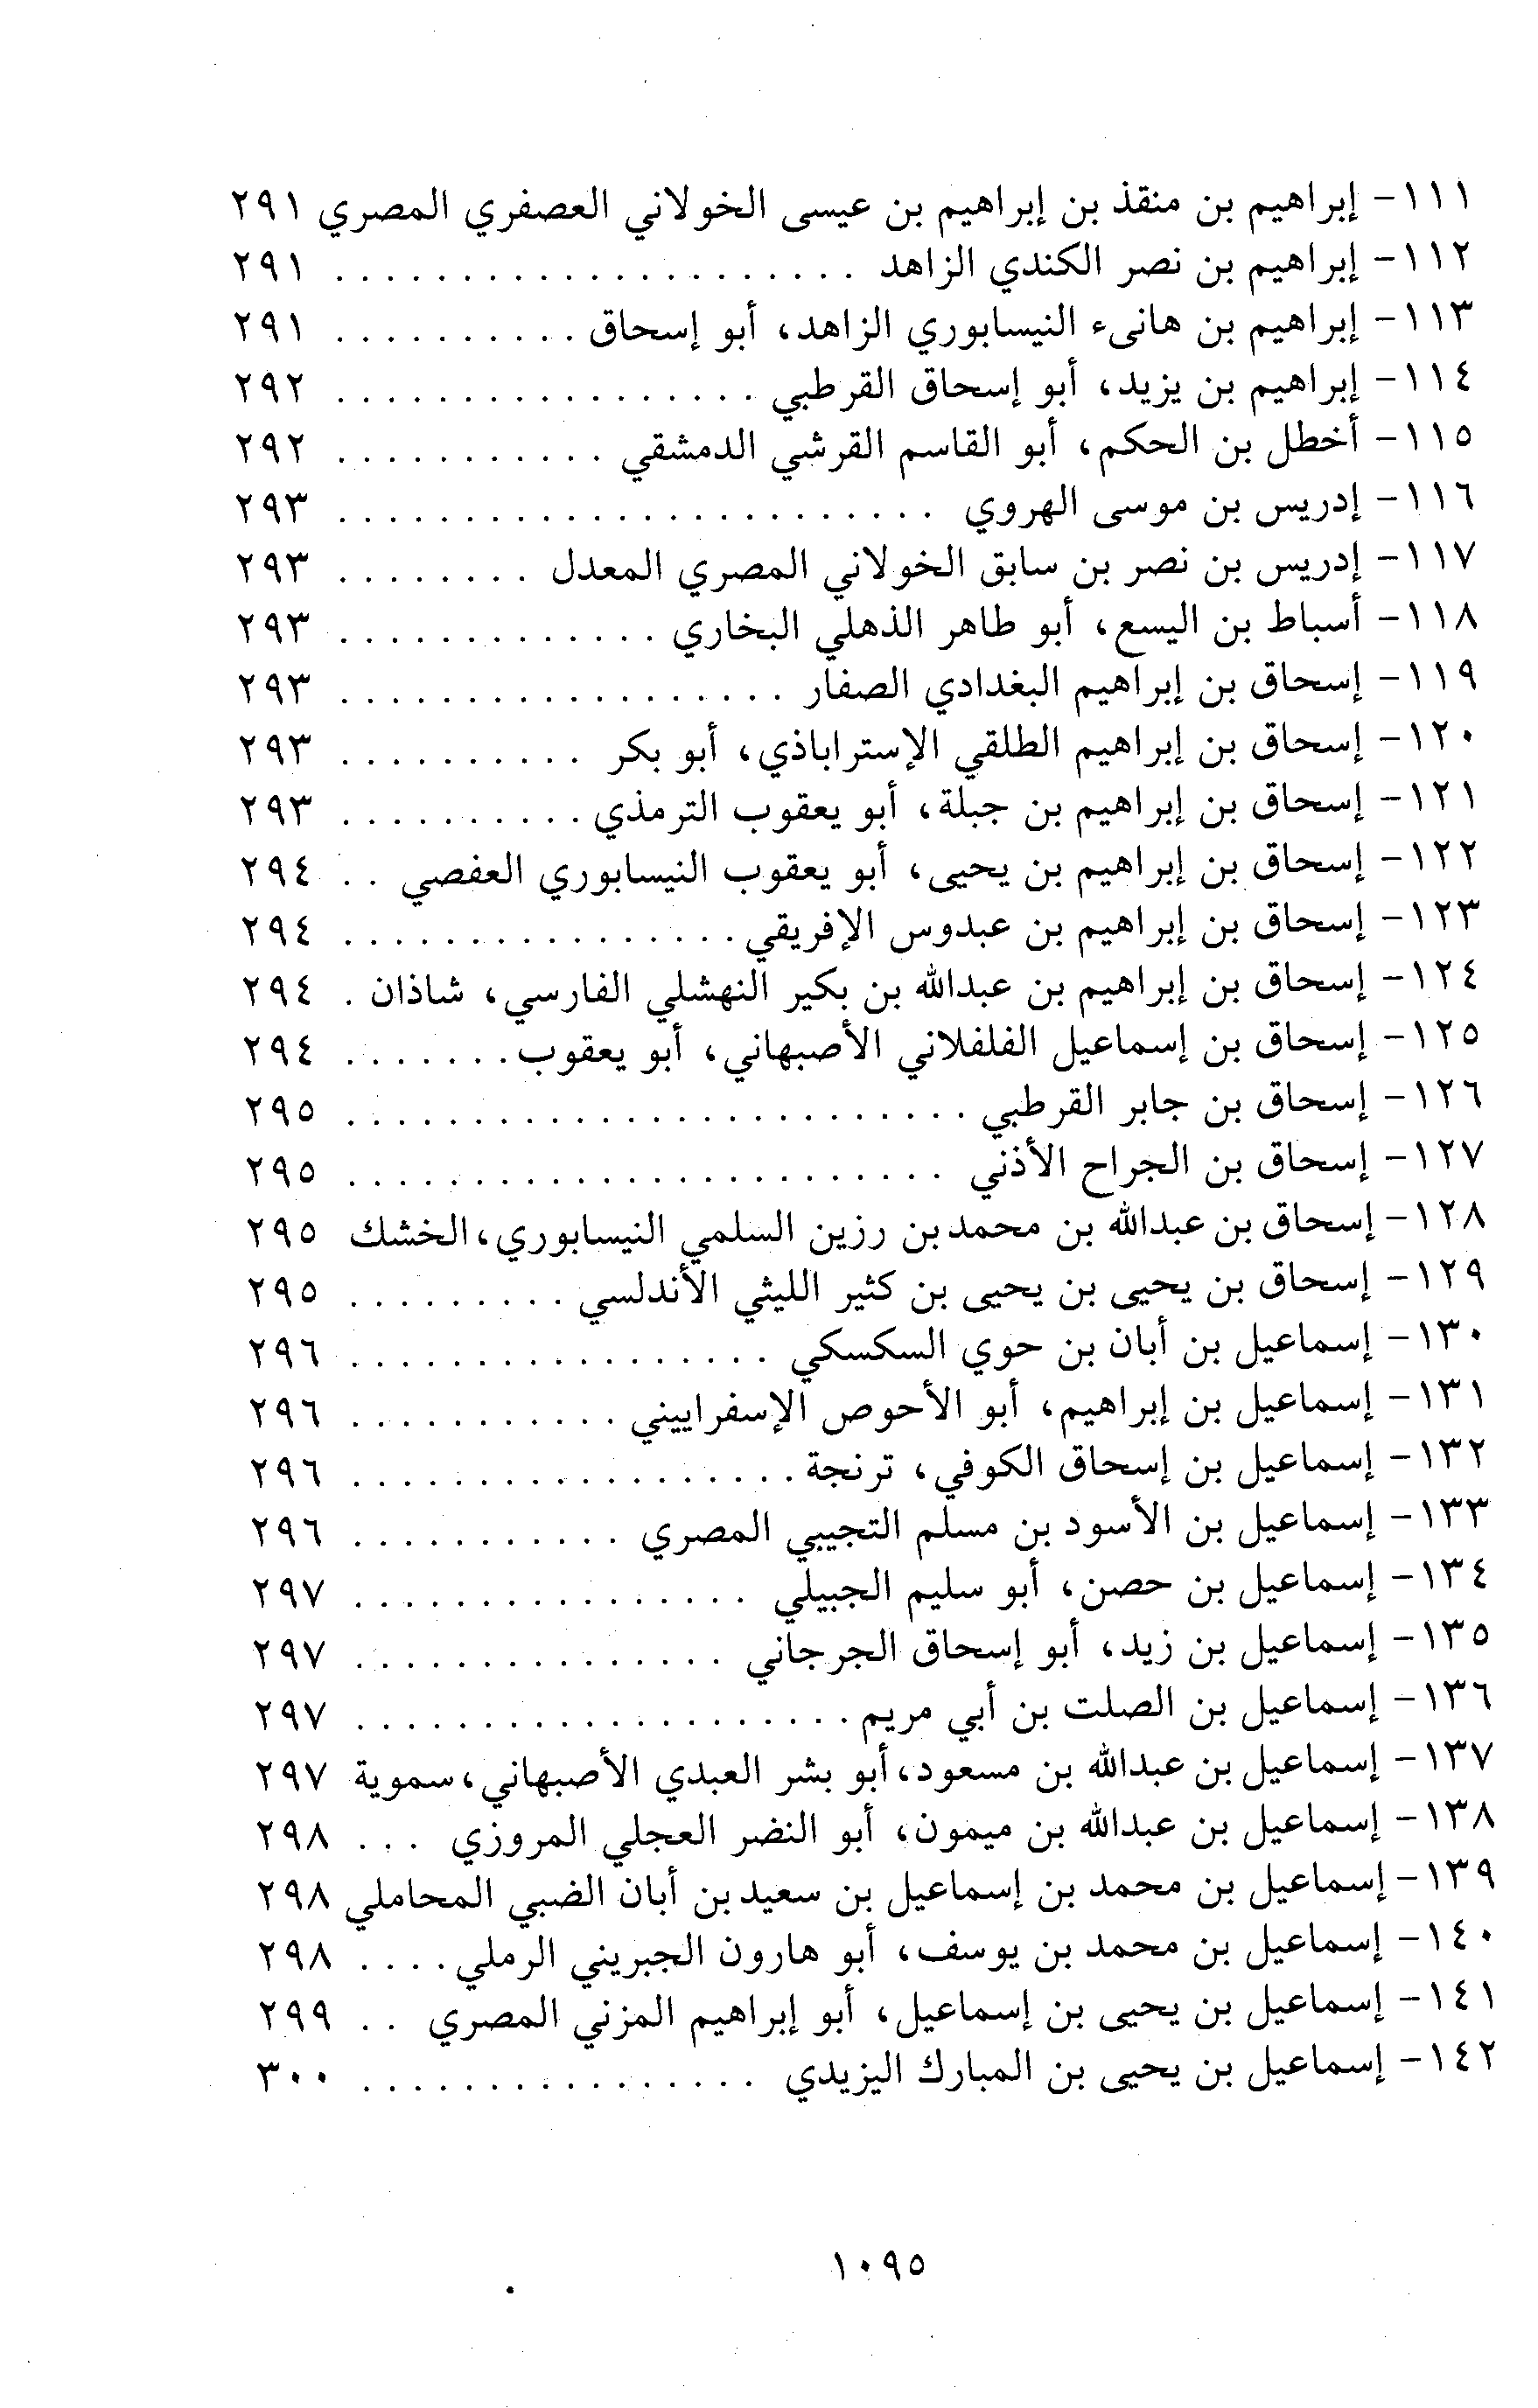 ١١١- إبراهيم بن منقذ بن إبراهيم بن عيسى الخولاني العصفري المصري ٢٩١
١١٢- إبراهيم بن نصر الكندي الزاهد . . . . . . . . . . . . . . . . . . . . . ٢٩١
١١٣- إبراهيم بن هانىء النيسابوري الزاهد، أبو إسحاق . . . . . . . . . . ٢٩١
١١٤- إبراهيم بن يزيد، أبو إسحاق القرطبي . . . . . . . . . . . . . . . . . ٢٩٢
١١٥- أخطل بن الحكم، أبو القاسم القرشي الدمشقي . . . . . . . . . . . ٢٩٢
١١٦- إدريس بن موسى الهروي . . . . . . . . . . . . . . . . . . . . . . . . ٢٩٣
١١٧- إدريس بن نصر بن سابق الخولاني المصري المعدل . . . . . . . . ٢٩٣
١١٨- أسباط بن اليسع، أبو طاهر الذهلي البخاري . . . . . . . . . . . . . ٢٩٣
١١٩- إسحاق بن إبراهيم البغدادي الصفار . . . . . . . . . . . . . . . . . . ٢٩٣
١٢٠- إسحاق بن إبراهيم الطلقي الإستراباذي، أبو بكر . . . . . . . . . . ٢٩٣
١٢١- إسحاق بن إبراهيم بن جبلة، أبو يعقوب الترمذي . . . . . . . . . . ٢٩٣
١٢٢- إسحاق بن إبراهيم بن يحيى، أبو يعقوب النيسابوري العفصي . . ٢٩٤
١٢٣- إسحاق بن إبراهيم بن عبدوس الإفريقي . . . . . . . . . . . . . . . . ٢٩٤
١٢٤- إسحاق بن إبراهيم بن عبدالله بن بكير النهشلي الفارسي، شاذان . ٢٩٤
١٢٥- إسحاق بن إسماعيل الفلفلاني الأصبهاني، أبو يعقوب . . . . . . . ٢٩٤
١٢٦- إسحاق بن جابر القرطبي . . . . . . . . . . . . . . . . . . . . . . . . . ٢٩٥
١٢٧- إسحاق بن الجراح الأذني . . . . . . . . . . . . . . . . . . . . . . . . ٢٩٥
١٢٨- إسحاق بن عبدالله بن محمد بن رزين السلمي النيسابوري، الخشك ٢٩٥
١٢٩- إسحاق بن يحيى بن يحيى بن كثير الليثي الأندلسي . . . . . . . . . ٢٩٥
١٣٠- إسماعيل بن أبان بن حوي السكسكي . . . . . . . . . . . . . . . . . ٢٩٦
١٣١- إسماعيل بن إبراهيم، أبو الأحوص الإسفراييني . . . . . . . . . . . ٢٩٦
١٣٢- إسماعيل بن إسحاق الكوفي، ترنجة . . . . . . . . . . . . . . . . . . ٢٩٦
١٣٣- إسماعيل بن الأسود بن مسلم التجيبي المصري . . . . . . . . . . . ٢٩٦
١٣٤- إسماعيل بن حصن، أبو سليم الجبيلي . . . . . . . . . . . . . . . . ٢٩٧
١٣٥- إسماعيل بن زيد، أبو إسحاق الجرجاني . . . . . . . . . . . . . . . ٢٩٧
١٣٦- إسماعيل بن الصلت بن أبي مريم . . . . . . . . . . . . . . . . . . . . ٢٩٧
١٣٧- إسماعيل بن عبدالله بن مسعود، أبو بشر العبدي الأصبهاني، سموية ٢٩٧
١٣٨- إسماعيل بن عبدالله بن ميمون، أبو النضر العجلي المروزي . . . ٢٩٨
١٣٩- إسماعيل بن محمد بن إسماعيل بن سعيد بن أبان الضبي المحاملي ٢٩٨
١٤٠- إسماعيل بن محمد بن يوسف، أبو هارون الجبريني الرملي . . . . ٢٩٨
١٤١- إسماعيل بن يحيى بن إسماعيل، أبو إبراهيم المزني المصري . . ٢٩٩
١٤٢- إسماعيل بن يحيى بن المبارك اليزيدي . . . . . . . . . . . . . . . . ٣٠٠
١٠٩٥